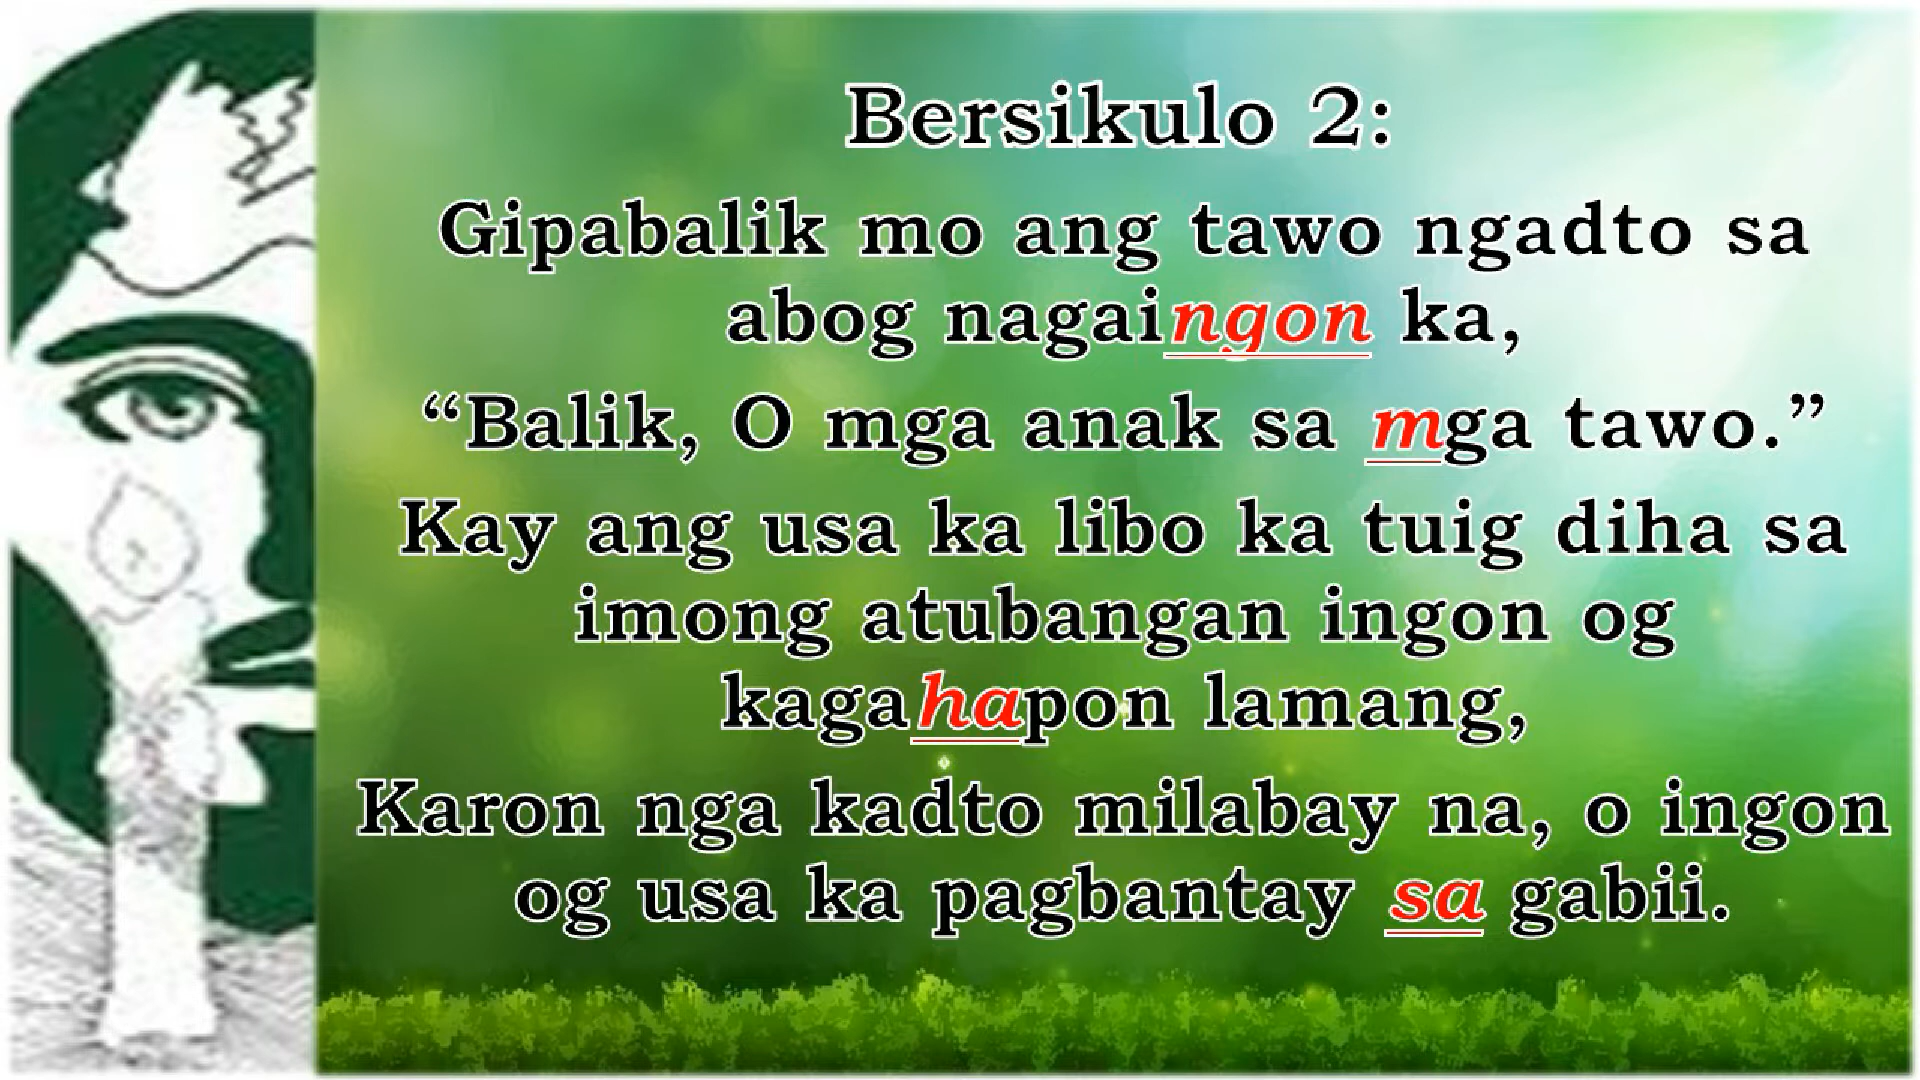 Bersikulo 2:
Gipabalik mo ang tawo ngadto sa
abog nagaingon ka,
“Balik, O mga anak sa mga tawo.”
Kay ang usa ka libo ka tuig diha sa
imong atubangan ingon og
kagahapon lamang,
Karon nga kadto milabay na, o ingon
og usa ka pagbantay sa gabii.